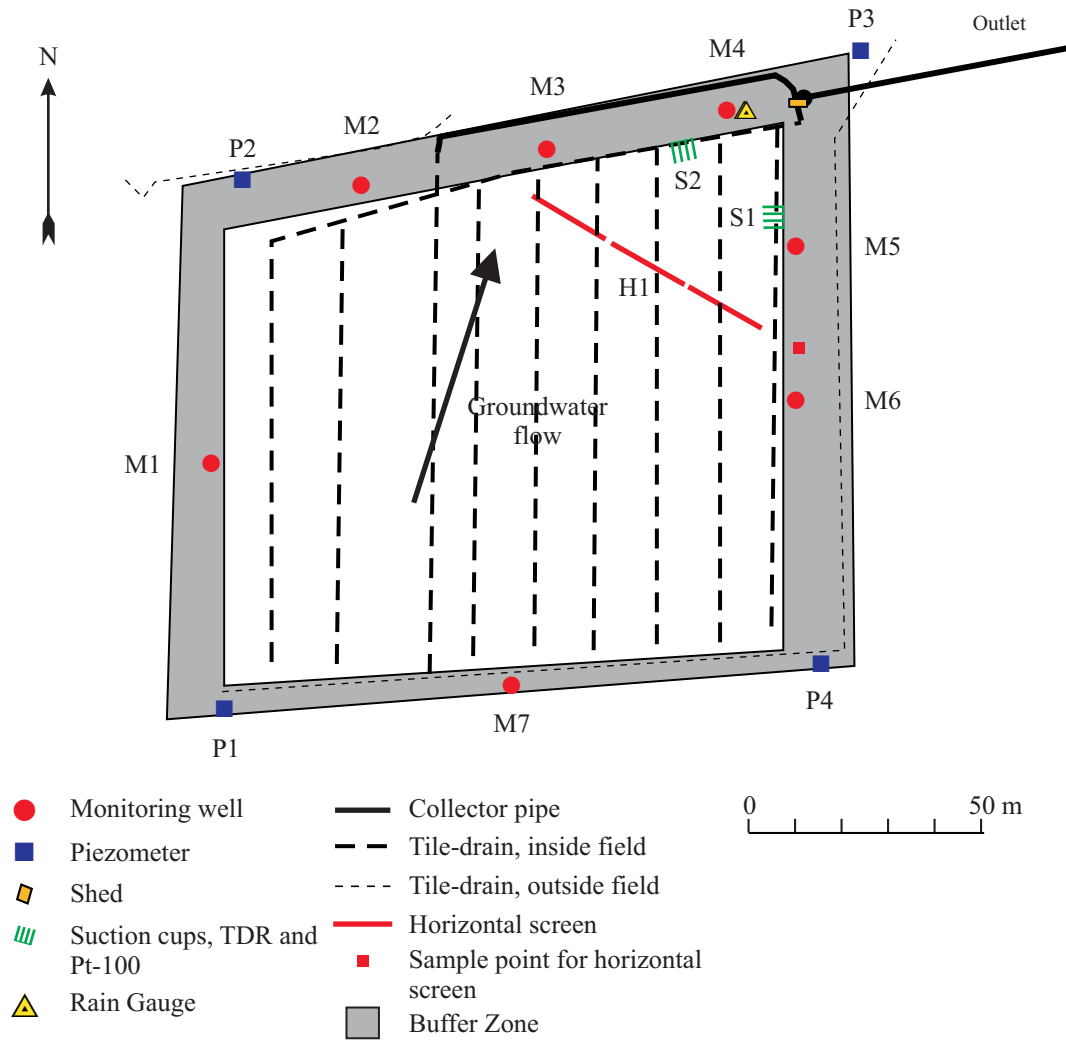 P3
Outlet
M4
N
M3
M2
P2
S2
S1
M5
H1
M6
Groundwater
flow
M1
P4
M7
P1
Monitoring well
Piezometer
Shed
Suction cups, TDR and
Pt-100
Rain Gauge
Collector pipe
Tile-drain, inside field
Tile-drain, outside field
Horizontal screen
Sample point for horizontal
screen
Buffer Zone
0 50 m